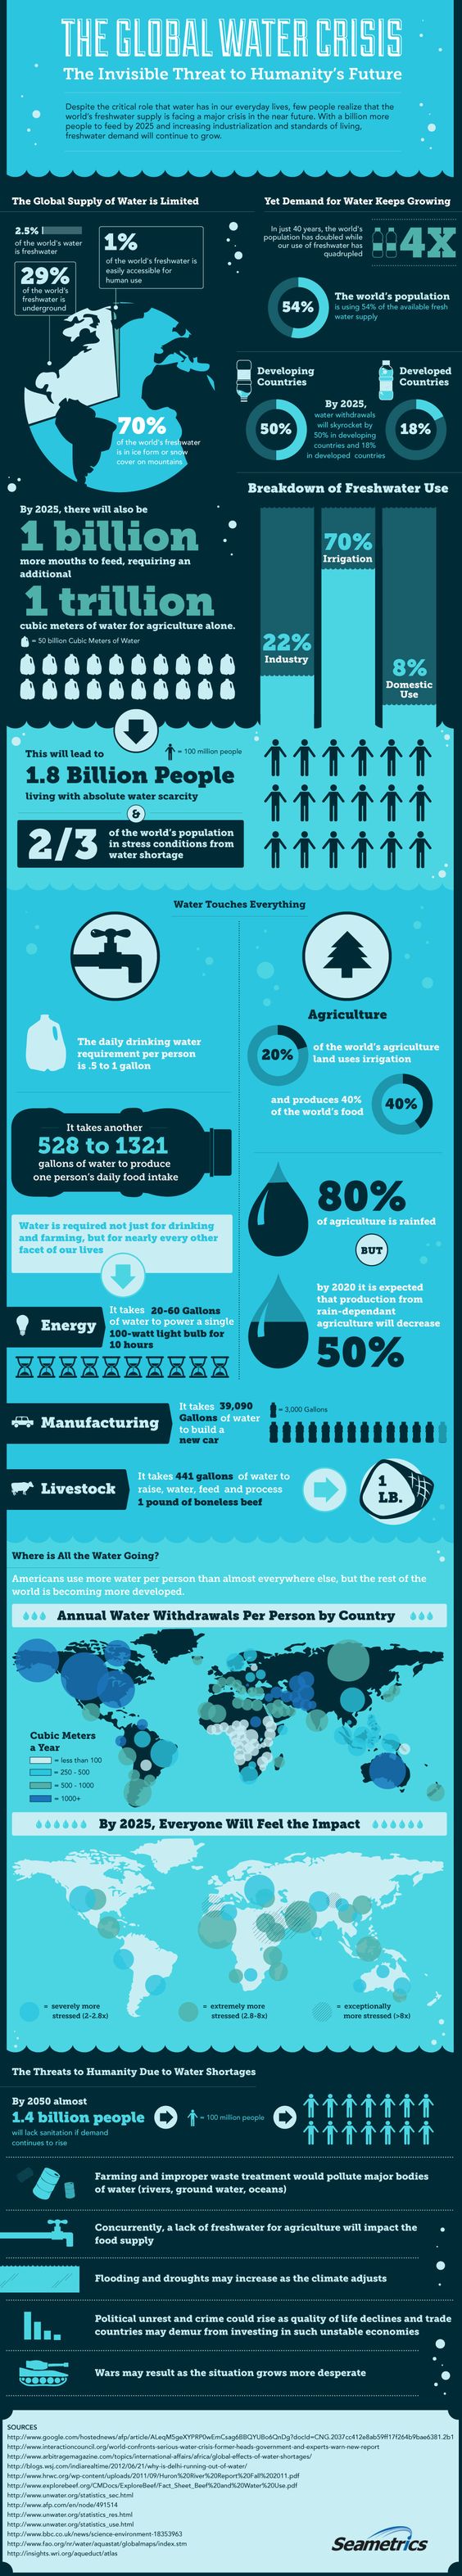 THE GLOBAL WATER CRISIS
The Invisible Threat to Humanity's Future
Despite the critical role that water has in our everyday lives, few people realize that the
world's freshwater supply is facing a major crisis in the near future. With a billion more
people to feed by 2025 and increasing industrialization and standards of living,
freshwater demand will continue to grow.
The Global Supply of Water is Limited
2.5%
of the world's water
is freshwater
1%
of the world's freshwater is
easily accessible for
human use
29%
of the world's
freshwater is
underground
70%
of the world's freshwater
is in ice form or snow
cover on mountains
Yet Demand for Water Keeps Growing
In just 40 years, the world's
population has doubled while
our use of freshwater has
quadrupled
4X
54%
The world's population
is using 54% of the available fresh
water supply
Developing
Countries
Developed
Countries
50%
By 2025,
water withdrawals
will skyrocket by
50% in developing
countries and 18%
in developed countries
18%
By 2025, there will also be
1 billion
more mouths to feed, requiring an
additional
1 trillion
cubic meters of water for agriculture alone.
= 50 billion Cubic Meters of Water
Breakdown of Freshwater Use
70%
Irrigation
22%
Industry
8%
Domestic
Use
This will lead to
= 100 million people
1.8 Billion People
living with absolute water scarcity
&
2/3
of the world's population
in stress conditions from
water shortage
Water Touches Everything
The daily drinking water
requirement per person
is .5 to 1 gallon
It takes another
528 to 1321
gallons of water to produce
one person's daily food intake
Water is required not just for drinking
and farming, but for nearly every other
facet of our lives
Agriculture
20%
of the world's agriculture
land uses irrigation
and produces 40%
of the world's food
40%
80%
of agriculture is rainfed
BUT
by 2020 it is expected
that production from
rain-dependant
agriculture will decrease
50%
Energy
It takes 20-60 Gallons
of water to power a single
100-watt light bulb for
10 hours
Manufacturing
It takes 39,090
Gallons of water
to build a
new car
= 3,000 Gallons
Livestock
It takes 441 gallons of water to
raise, water, feed and process
1 pound of boneless beef
1
LB.
Where is All the Water Going?
Americans use more water per person than almost everywhere else, but the rest of the
world is becoming more developed.
Annual Water Withdrawals Per Person by Country
Cubic Meters
a Year
= less than 100
= 250 - 500
= 500 - 1000
= 1000+
By 2025, Everyone Will Feel the Impact
= severely more
stressed (2-2.8x)
= extremely more
stressed (2.8-8x)
= exceptionally
more stressed (>8x)
The Threats to Humanity Due to Water Shortages
By 2050 almost
1.4 billion people
will lack sanitation if demand
continues to rise
= 100 million people
Farming and improper waste treatment would pollute major bodies
of water (rivers, ground water, oceans)
Concurrently, a lack of freshwater for agriculture will impact the
food supply
Flooding and droughts may increase as the climate adjusts
Political unrest and crime could rise as quality of life declines and trade
countries may demur from investing in such unstable economies
Wars may result as the situation grows more desperate
SOURCES
http://www.interactioncouncil.org/world-confronts-serious-water-crisis-former-heads-government-and-experts-warn-new-report
http://www.arbitragemagazine.com/topics/international-affairs/africa/global-effects-of-water-shortages/
http://blogs.wsj.com/indiarealtime/2012/06/21/why-is-delhi-running-out-of-water/
http://www.hrwc.org/wp-content/uploads/2011/09/Huron%20River%20Report%20Fall%202011.pdf
http://www.explorebeef.org/CMDocs/ExploreBeef/Fact_Sheet_Beef%20and%20Water%20Use.pdf
http://www.unwater.org/statistics_sec.html
http://www.afp.com/en/node/491514
http://www.unwater.org/statistics_res.html
http://www.unwater.org/statistics_use.html
http://www.bbc.co.uk/news/science-environment-18353963
http://www.fao.org/nr/water/aquastat/globalmaps/index.stm
http://insights.wri.org/aqueduct/atlas
Seametrics